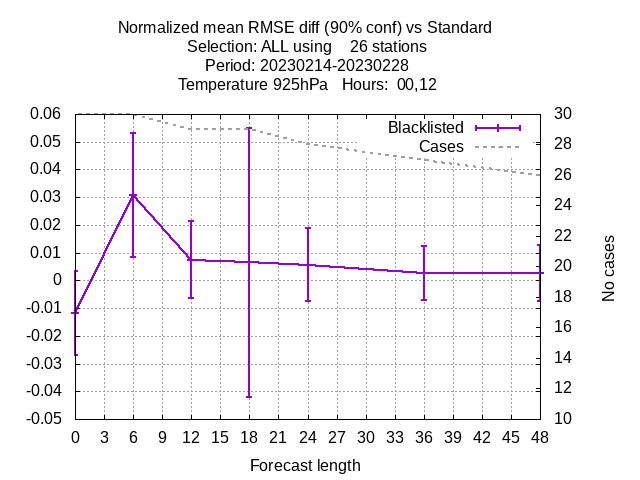 Normalized mean RMSE diff (90% conf) vs Standard
Selection: ALL using    26 stations
Period: 20230214-20230228
Temperature 925hPa   Hours:  00,12
Blacklisted
Cases
0.06
0.05
0.04
0.03
0.02
0.01
0
-0.01
-0.02
-0.03
-0.04
-0.05
30
28
26
24
22
20
18
16
14
12
10
No cases
0 3 6 9 12 15 18 21 24 27 30 33 36 39 42 45 48
Forecast length